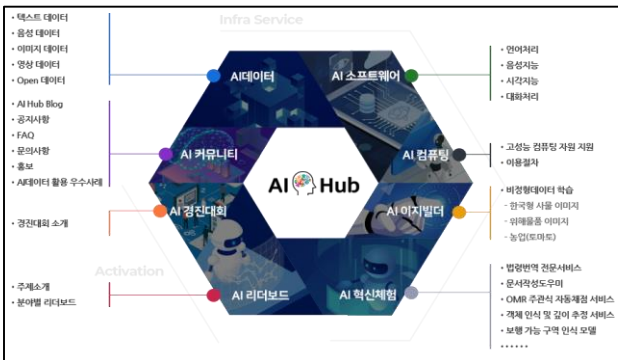 Infra Service
• 텍스트 데이터
• 음성 데이터
• 이미지 데이터
• 영상 데이터
• Open 데이터
• AI Hub Blog
• 공지사항
• FAQ
• 문의사항
• 홍보
• AI데이터 활용 우수사례
• 경진대회 소개
Activation
• 주제소개
• 분야별 리더보드
AI데이터
AI 소프트웨어
AI 커뮤니티
AI 컴퓨팅
AI Hub
AI 경진대회
AI 이지빌더
AI 리더보드
AI 혁신체험
• 언어처리
• 음성지능
• 시각지능
• 대화처리
• 고성능 컴퓨팅 자원 지원
• 이용절차
• 비정형데이터 학습
- 한국형 사물 이미지
- 위해물품 이미지
- 농업(토마토)
• 법령번역 전문서비스
• 문서작성도우미
• OMR 주관식 자동채점 서비스
• 객체 인식 및 깊이 추정 서비스
• 보행 가능 구역 인식 모델
• • • • • •